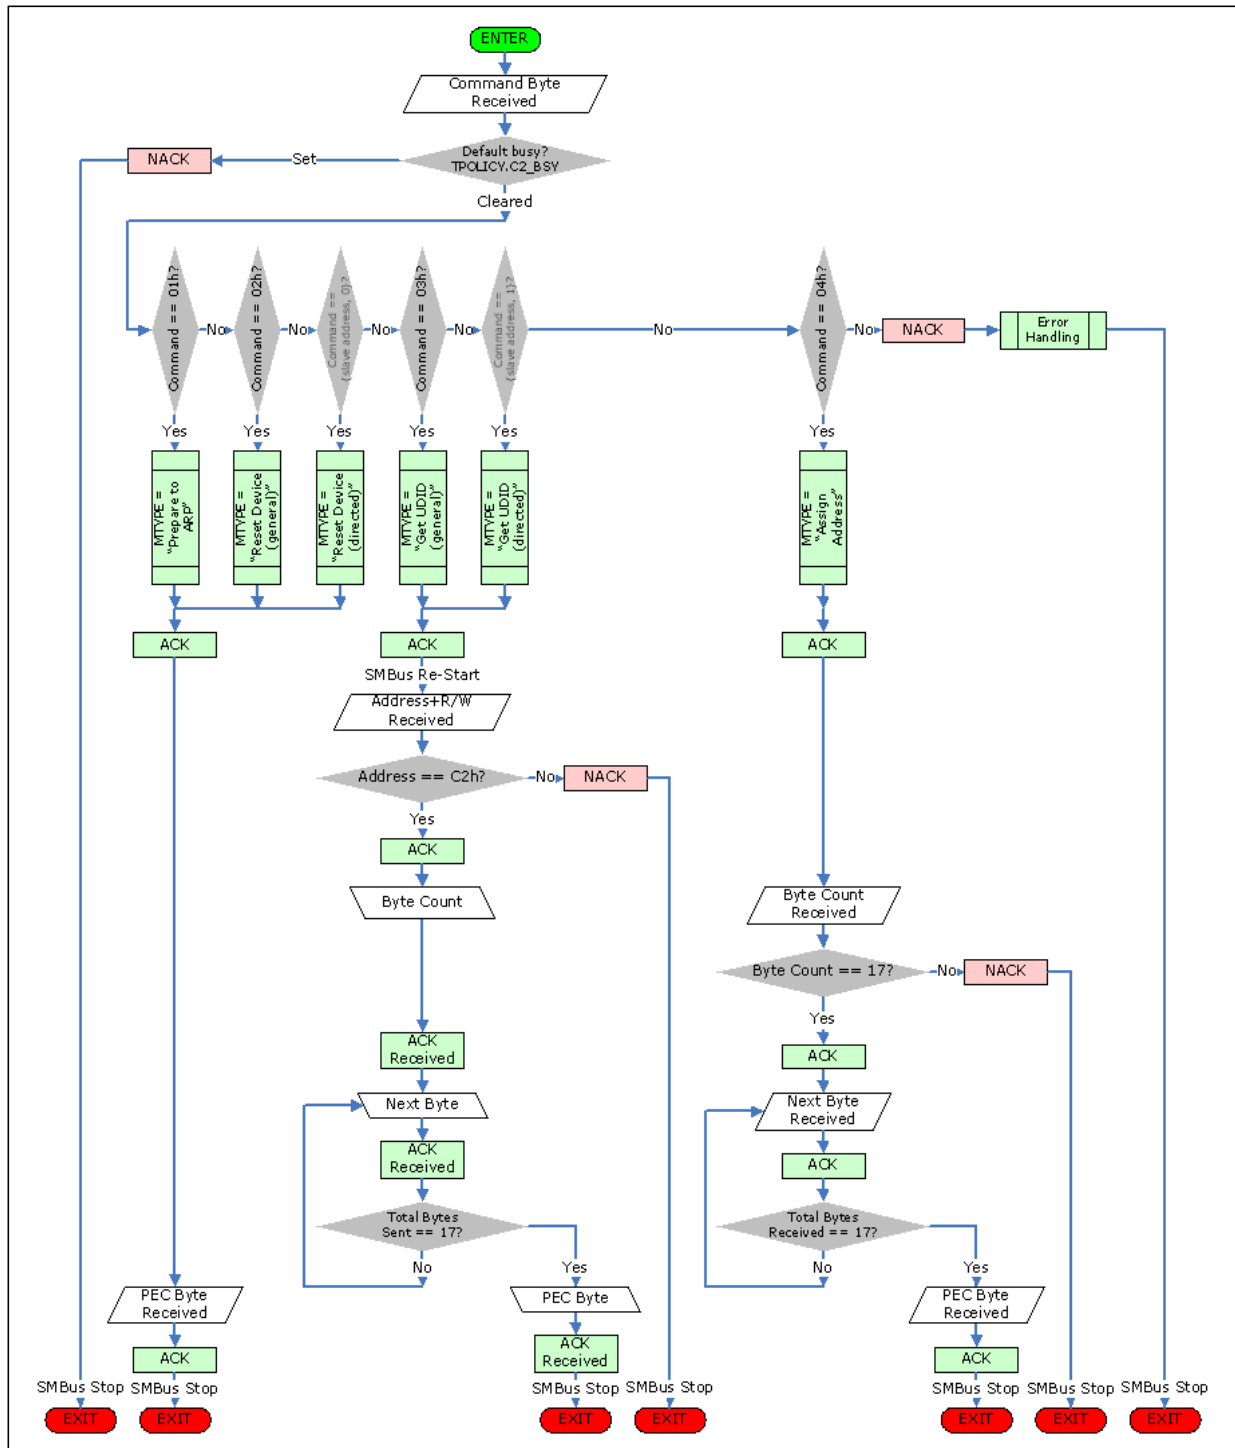 ENTER
Command Byte
Received
Default busy?
TPOLICY.C2_BSY
Set
NACK
Cleared
Command == 01h?
No
Command == 02h?
No
Command ==
{slave address, 0}?
No
Command == 03h?
No
Command ==
{slave address, 1}?
No
Command == 04h?
No
NACK
Error
Handling
Yes
Yes
Yes
Yes
Yes
Yes
MTYPE =
“Prepare to
ARP”
MTYPE =
“Reset Device
(general)”
MTYPE =
“Reset Device
(directed)”
MTYPE =
“Get UDID
(general)”
MTYPE =
“Get UDID
(directed)”
MTYPE =
“Assign
Address”
ACK
ACK
ACK
SMBus Re-Start
Address+R/W
Received
Address == C2h?
No
NACK
Yes
ACK
Byte Count
Byte Count
Received
Byte Count == 17?
No
NACK
Yes
ACK
Received
ACK
Next Byte
Next Byte
Received
ACK
Received
ACK
Total Bytes
Sent == 17?
Total Bytes
Received == 17?
No
Yes
No
Yes
PEC Byte
Received
PEC Byte
PEC Byte
Received
ACK
ACK
Received
ACK
SMBus Stop
SMBus Stop
SMBus Stop
SMBus Stop
SMBus Stop
SMBus Stop
SMBus Stop
EXIT
EXIT
EXIT
EXIT
EXIT
EXIT
EXIT